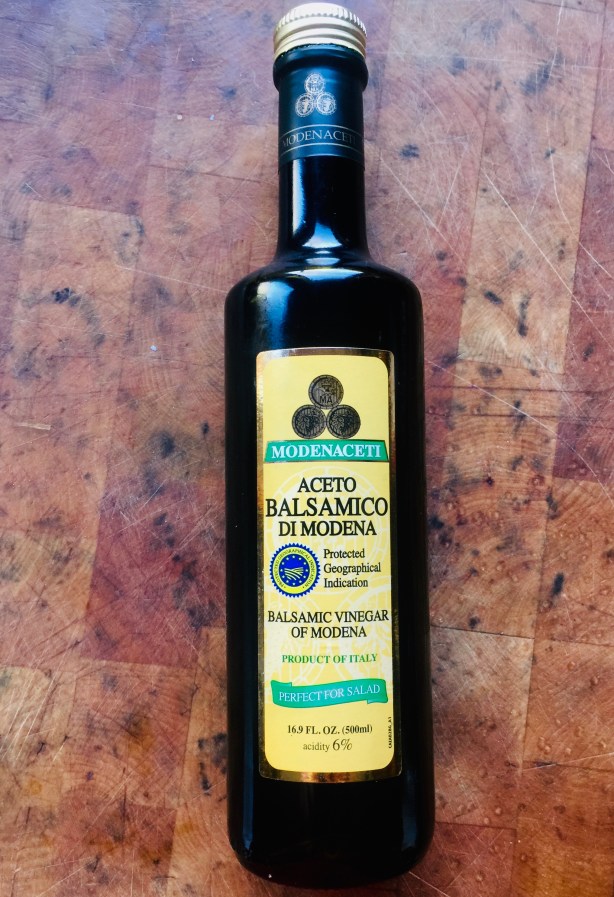 MODENACETI
MODENACETI
ACETO
BALSAMICO
DI MODENA
Protected
Geographical
Indication
BALSAMIC VINEGAR
OF MODENA
PRODUCT OF ITALY
PERFECT FOR SALAD
16.9 FL. OZ. (500ml)
acidity 6%